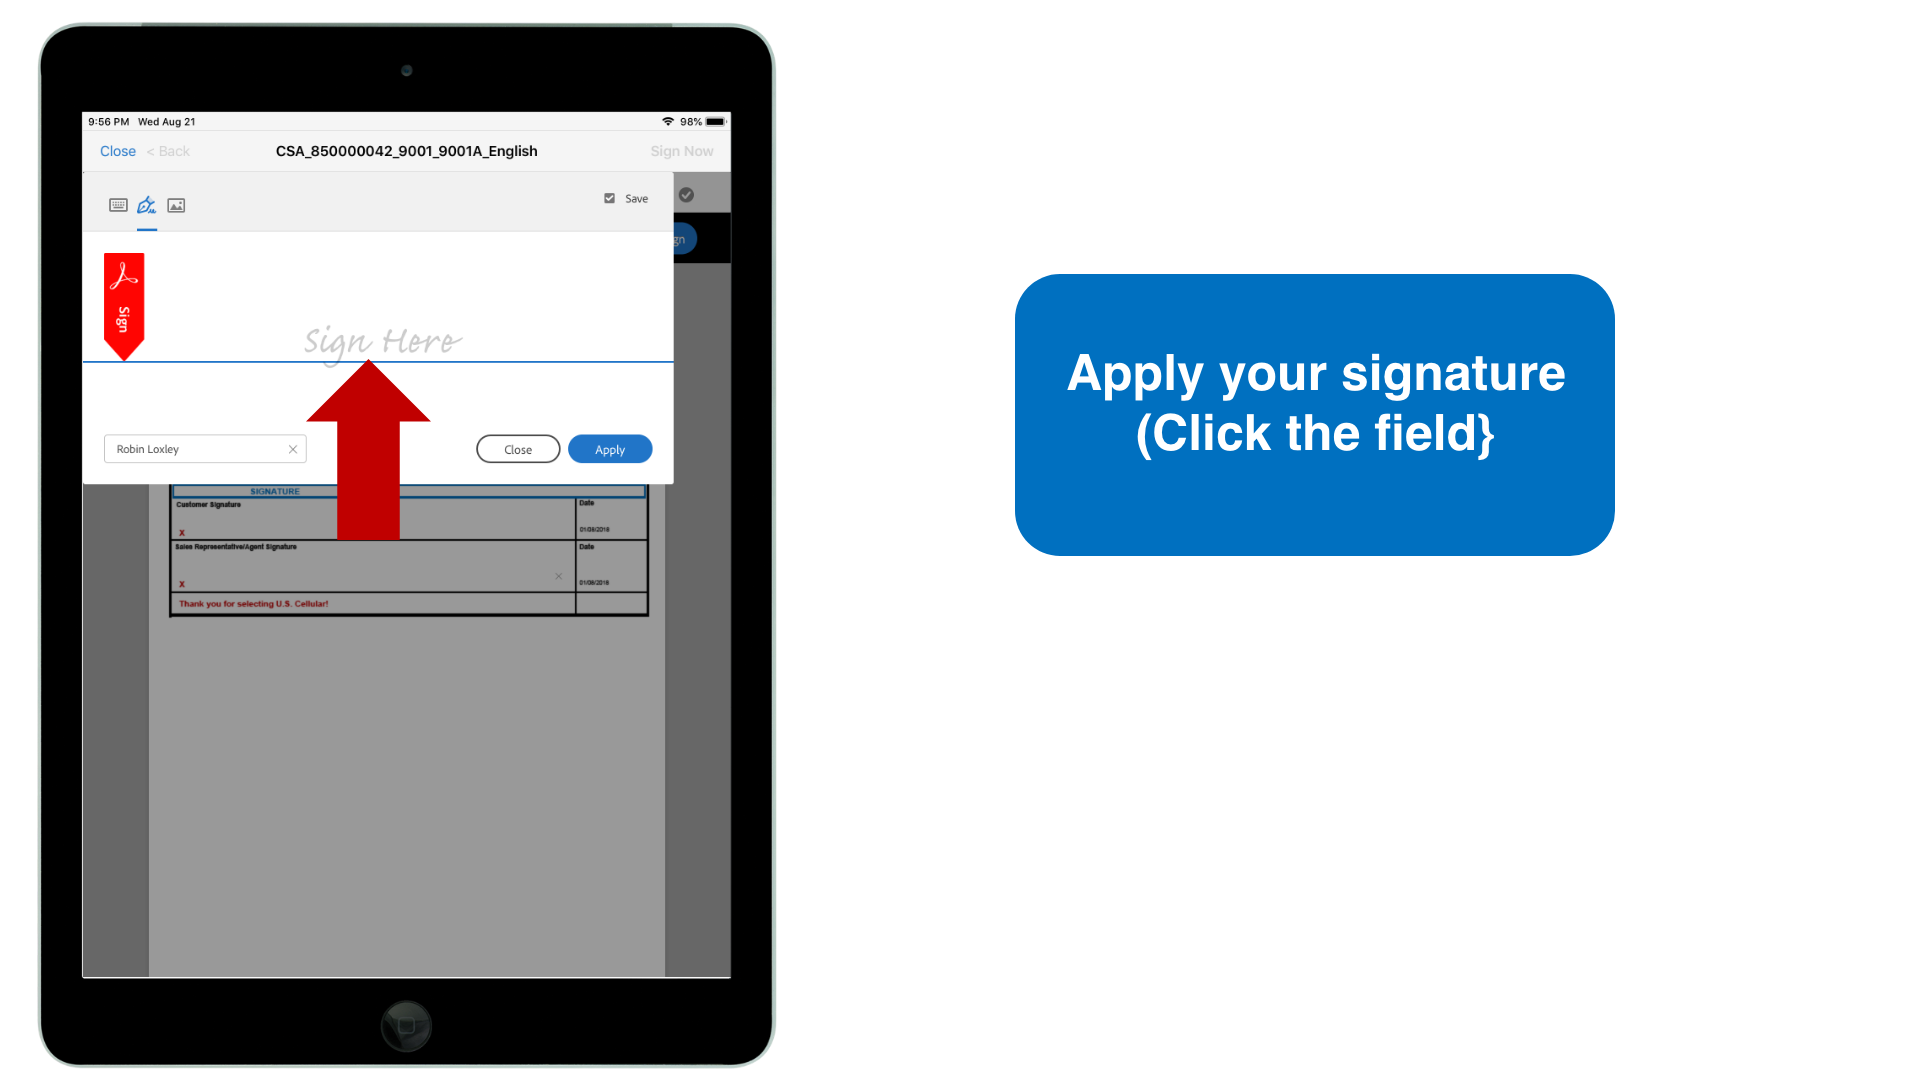 9:56 PM Wed Aug 21 98%
Close < Back CSA_850000042_9001_9001A_English Sign Now
Save
gn
Sign
Sign Here
Robin Loxley Close Apply
SIGNATURE
Customer Signature Date
X 01/08/2018
Sales Representative/Agent Signature Date
X 01/08/2018
Thank you for selecting U.S. Cellular!
Apply your signature
(Click the field}